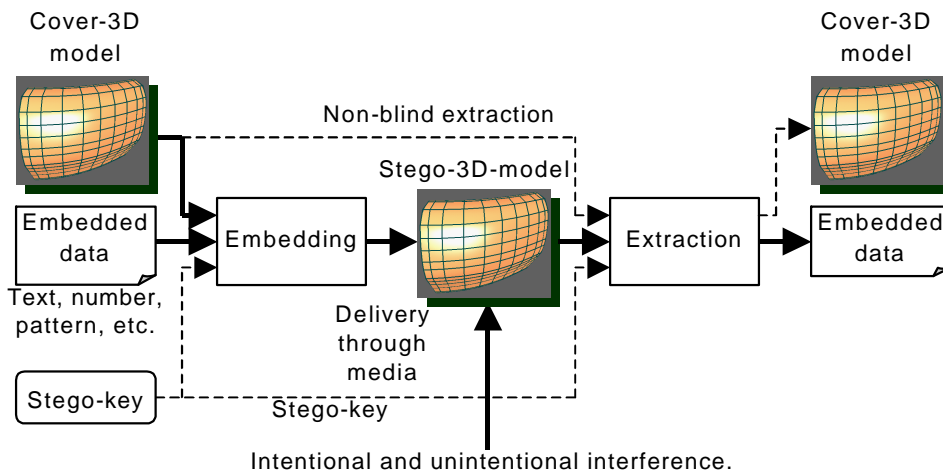 Cover-3D
model
Cover-3D
model
Non-blind extraction
Stego-3D-model
Embedded
data
Embedding
Extraction
Embedded
data
Text, number,
pattern, etc.
Delivery
through
media
Stego-key
Stego-key
Intentional and unintentional interference.